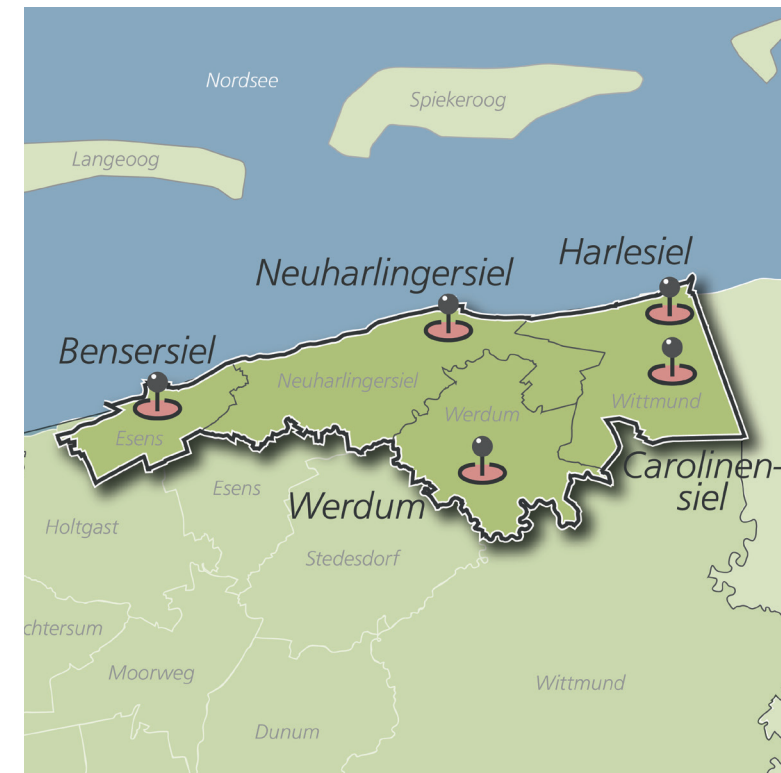 Nordsee
Spiekeroog
Langeoog
Harlesiel
Neuharlingersiel
Bensersiel
Neuharlingersiel
Werdum
Wittmund
Esens
Carolinen-
siel
Esens
Werdum
Holtgast
Stedesdorf
chtersum
Moorweg
Wittmund
Dunum